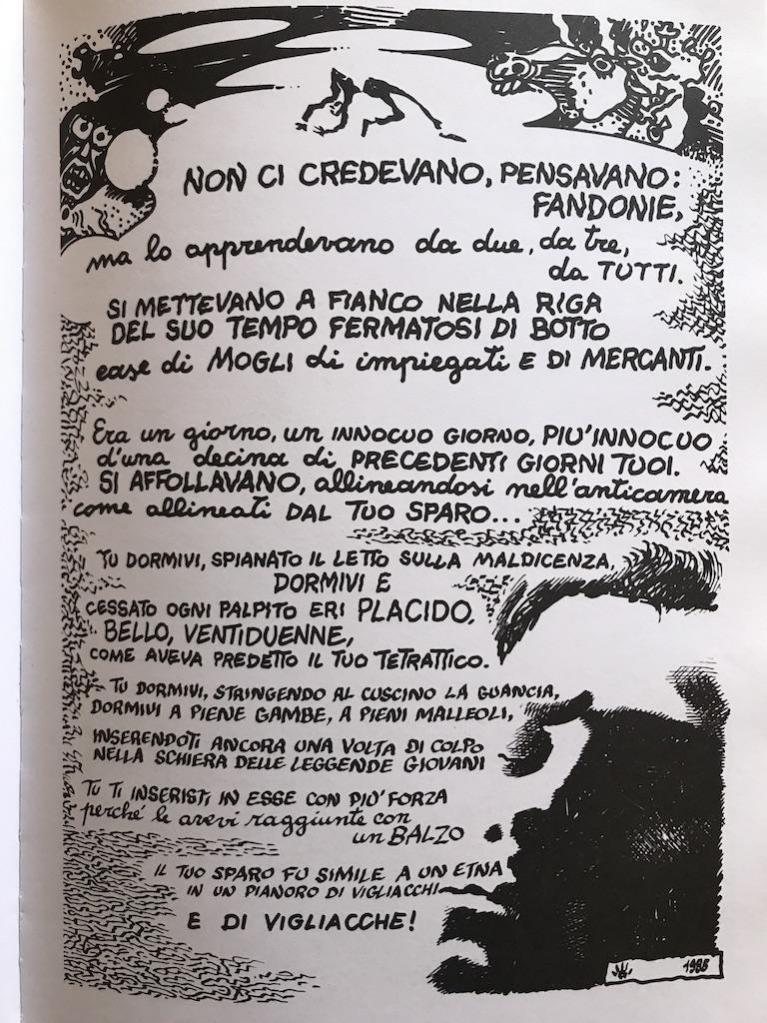 NON CI CREDEVANO, PENSAVANO:
FANDONIE,
ma lo apprendevano da due, da tre,
da TUTTI.
SI METTEVANO A FIANCO NELLA RIGA
DEL SUO TEMPO FERMATOSI DI BOTTO
case di MOGLI di impiegati E DI MERCANTI.
Era un giorno, un INNOCUO GIORNO, PIU' INNOCUO
d'una decina di PRECEDENTI GIORNI TUOI.
SI AFFOLLAVANO, allineandosi nell'anticamera
come allineati DAL TUO SPARO...
TU DORMIVI, SPIANATO IL LETTO SULLA MALDICENZA,
DORMIVI E
CESSATO OGNI PALPITO ERI PLACIDO.
BELLO, VENTIDUENNE,
COME AVEVA PREDETTO IL TUO TETRATTICO.
TU DORMIVI, STRINGENDO AL CUSCINO LA GUANCIA,
DORMIVI A PIENE GAMBE, A PIENI MALLEOLI,
INSERENDOTI ANCORA UNA VOLTA DI COLPO
NELLA SCHIERA DELLE LEGGENDE GIOVANI
TU TI INSERISTI IN ESSE CON PIU' FORZA
perché le avevi raggiunte con
un BALZO
IL TUO SPARO FU SIMILE A UN ETNA
IN UN PIANORO DI VIGLIACCHI
E DI VIGLIACCHE!
1985